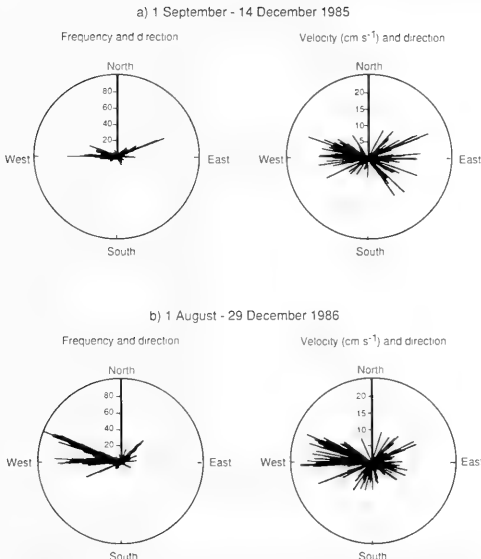 a) 1 September - 14 December 1985
Frequency and d rection
Velocity (cm s-1) and direction
North
North
80
60
40
20
20
15
10
5
West
East
West
East
South
South
b) 1 August - 29 December 1986
Frequency and direction
Velocity (cm s-1) and direction
North
North
80
60
40
20
20
15
10
West
East
West
East
South
South